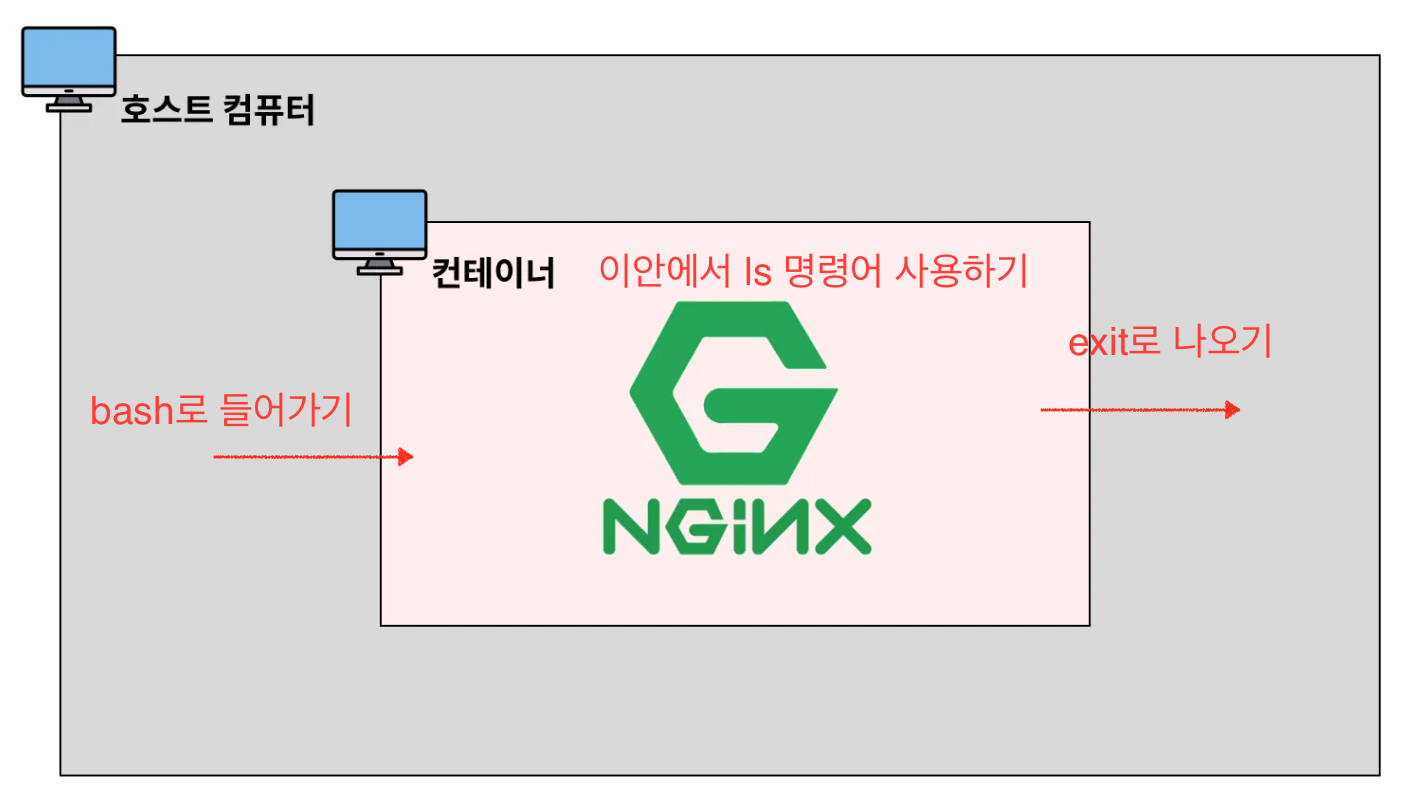 호스트 컴퓨터
컨테이너
이안에서 ls 명령어 사용하기
exit로 나오기
bash로 들어가기
NGiNX